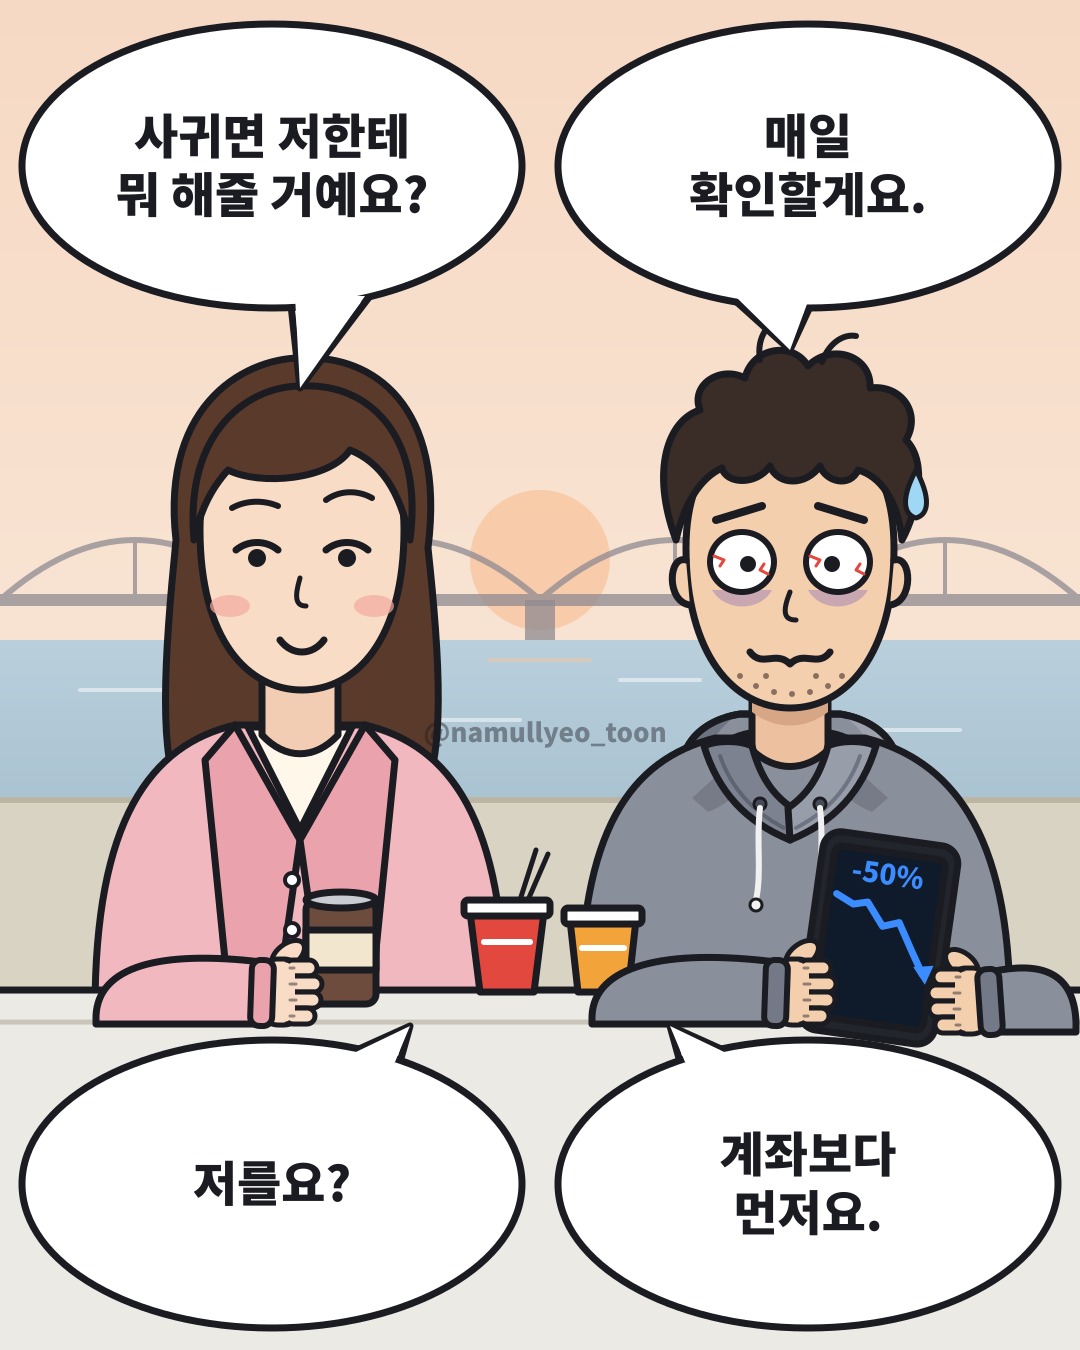 사귀면 저한테
뭐 해줄 거예요?
매일
확인할게요.
@namullyeo_toon
-50%
저를요?
계좌보다
먼저요.